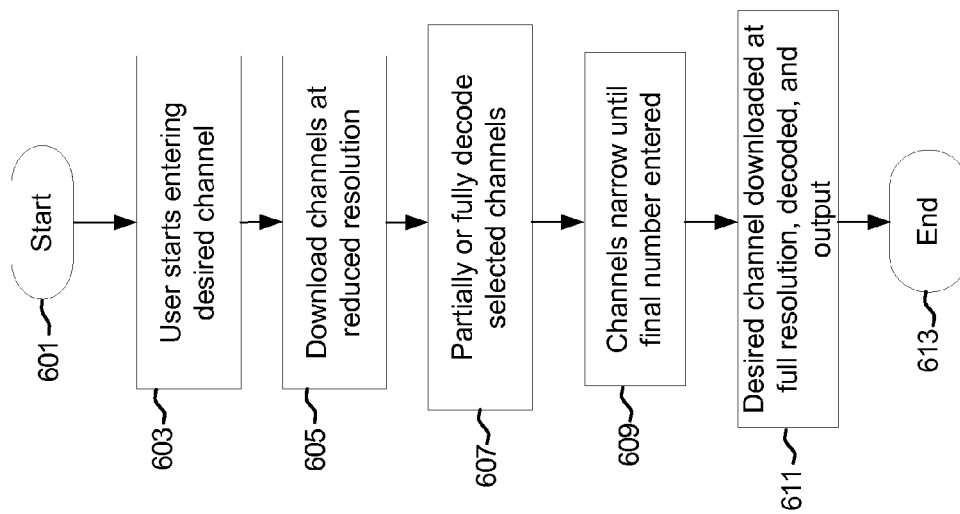 Start
601
User starts entering
desired channel
603
Download channels at
reduced resolution
605
Partially or fully decode
selected channels
607
Channels narrow until
final number entered
609
Desired channel downloaded at
full resolution, decoded, and
output
611
End
613